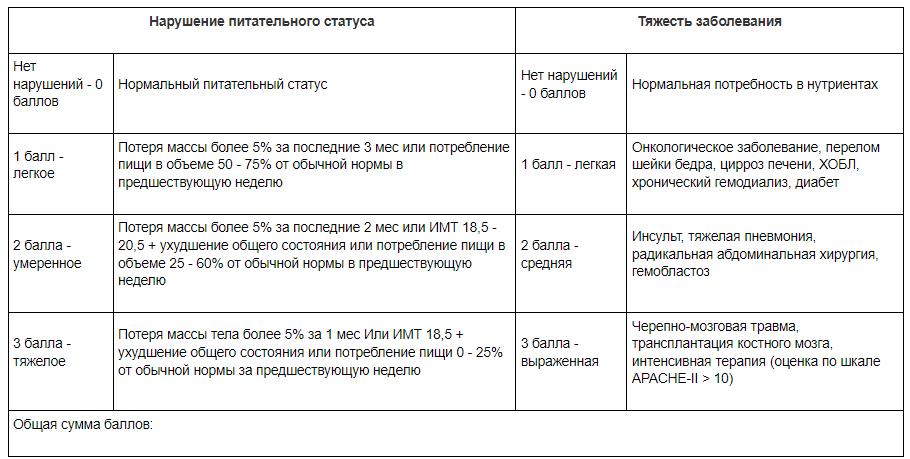 Нарушение питательного статуса
Тяжесть заболевания
Нет
нарушений - 0
баллов
Нормальный питательный статус
Нет нарушений
- 0 баллов
Нормальная потребность в нутриентах
1 балл -
легкое
Потеря массы более 5% за последние 3 мес или потребление
пищи в объеме 50 - 75% от обычной нормы в
предшествующую неделю
1 балл - легкая
Онкологическое заболевание, перелом
шейки бедра, цирроз печени, ХОБЛ,
хронический гемодиализ, диабет
2 балла -
умеренное
Потеря массы более 5% за последние 2 мес или ИМТ 18,5 -
20,5 + ухудшение общего состояния или потребление пищи в
объеме 25 - 60% от обычной нормы в предшествующую
неделю
2 балла -
средняя
Инсульт, тяжелая пневмония,
радикальная абдоминальная хирургия,
гемобластоз
3 балла -
тяжелое
Потеря массы тела более 5% за 1 мес Или ИМТ 18,5 +
ухудшение общего состояния или потребление пищи 0 - 25%
от обычной нормы за предшествующую неделю
3 балла -
выраженная
Черепно-мозговая травма,
трансплантация костного мозга,
интенсивная терапия (оценка по шкале
APACHE-II > 10)
Общая сумма баллов: